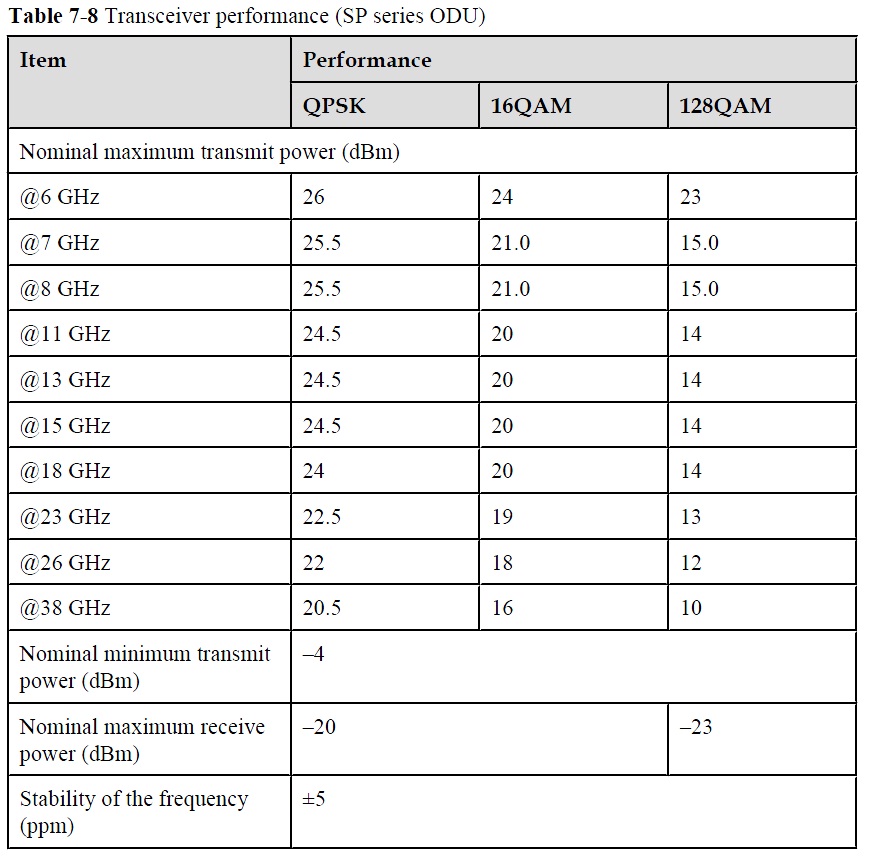 Table 7-8 Transceiver performance (SP series ODU)
Item Performance
QPSK 16QAM 128QAM
Nominal maximum transmit power (dBm)
@6 GHz 26 24 23
@7 GHz 25.5 21.0 15.0
@8 GHz 25.5 21.0 15.0
@11 GHz 24.5 20 14
@13 GHz 24.5 20 14
@15 GHz 24.5 20 14
@18 GHz 24 20 14
@23 GHz 22.5 19 13
@26 GHz 22 18 12
@38 GHz 20.5 16 10
Nominal minimum transmit –4
power (dBm)
Nominal maximum receive –20 –23
power (dBm)
Stability of the frequency ±5
(ppm)